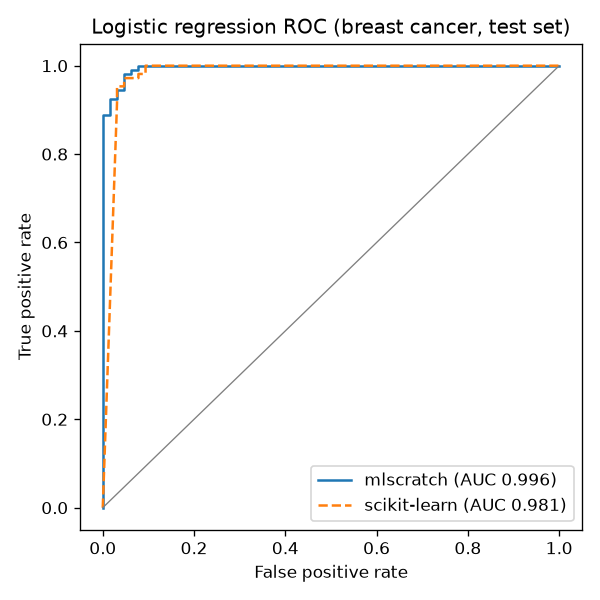 Logistic regression ROC (breast cancer, test set)
True positive rate
1.0
0.8
0.6
0.4
0.2
0.0
mlscratch (AUC 0.996)
scikit-learn (AUC 0.981)
0.0 0.2 0.4 0.6 0.8 1.0
False positive rate